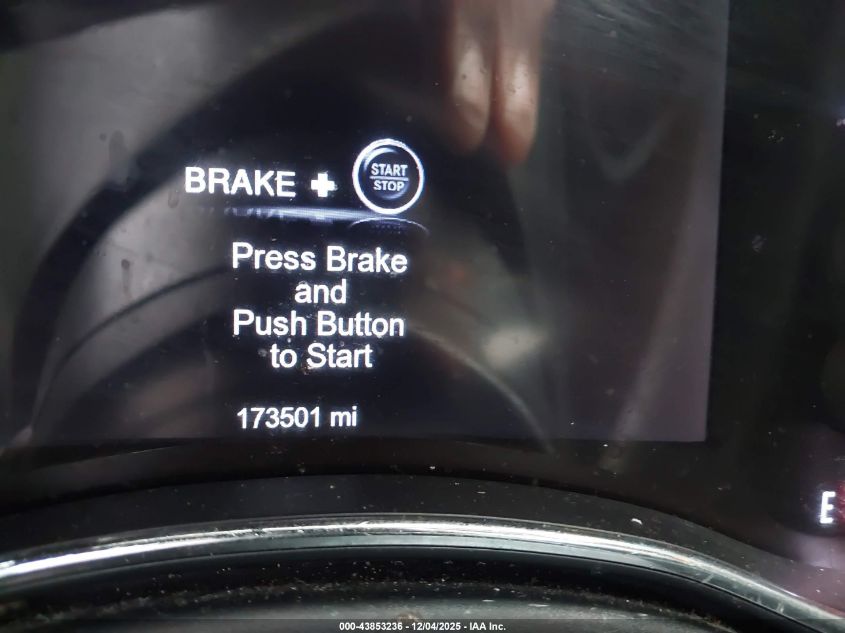 BRAKE + START
STOP
Press Brake
and
Push Button
to Start
173501 mi
E
000-43853236 - 12/04/2025 - IAA Inc.